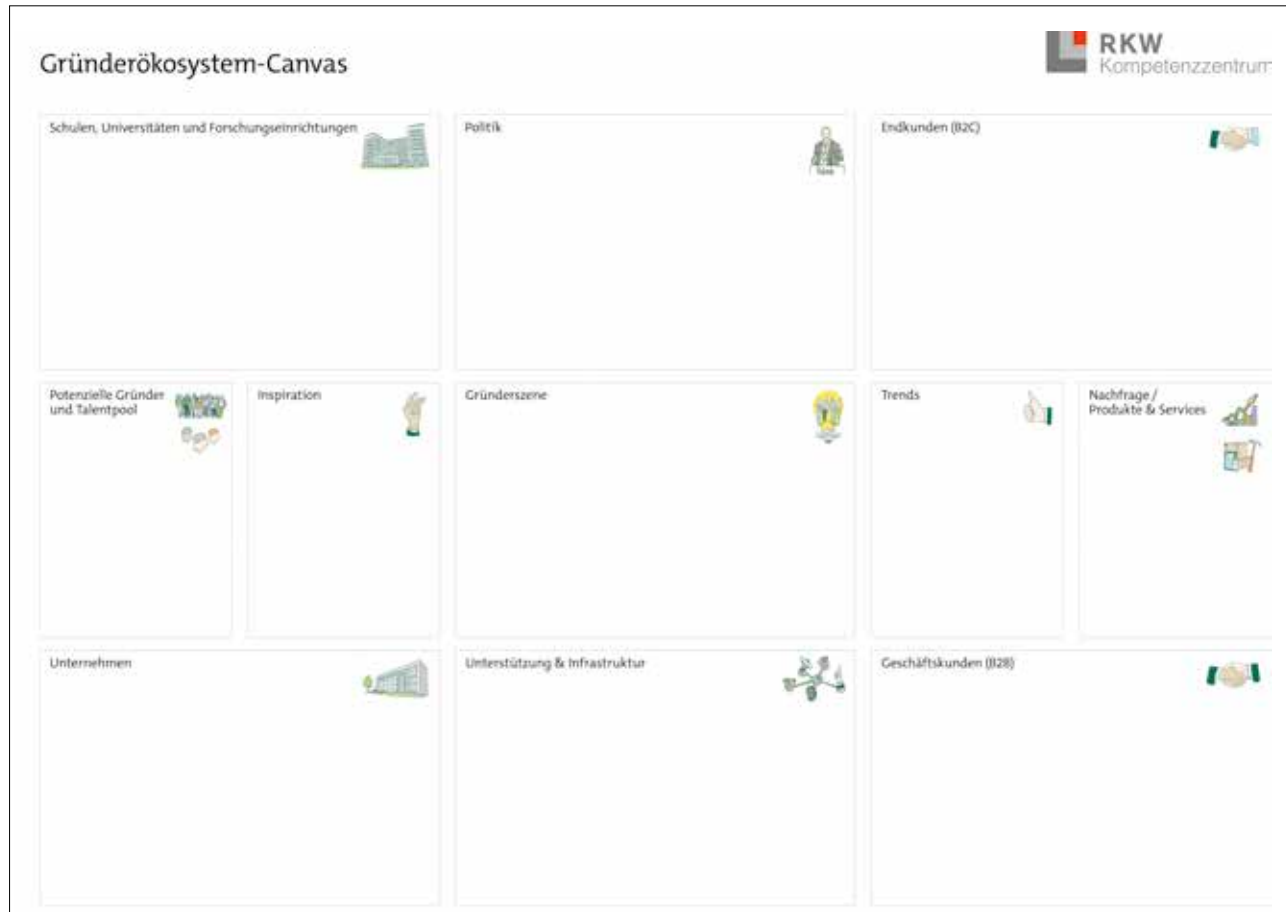 Gründerökosystem-Canvas
RKW
Kompetenzzentrum
Schulen, Universitäten und Forschungseinrichtungen
Politik
Endkunden (B2C)
Potenzielle Gründer
und Talentpool
Inspiration
Gründerszene
Trends
Nachfrage /
Produkte & Services
Unternehmen
Unterstützung & Infrastruktur
Geschäftskunden (B2B)